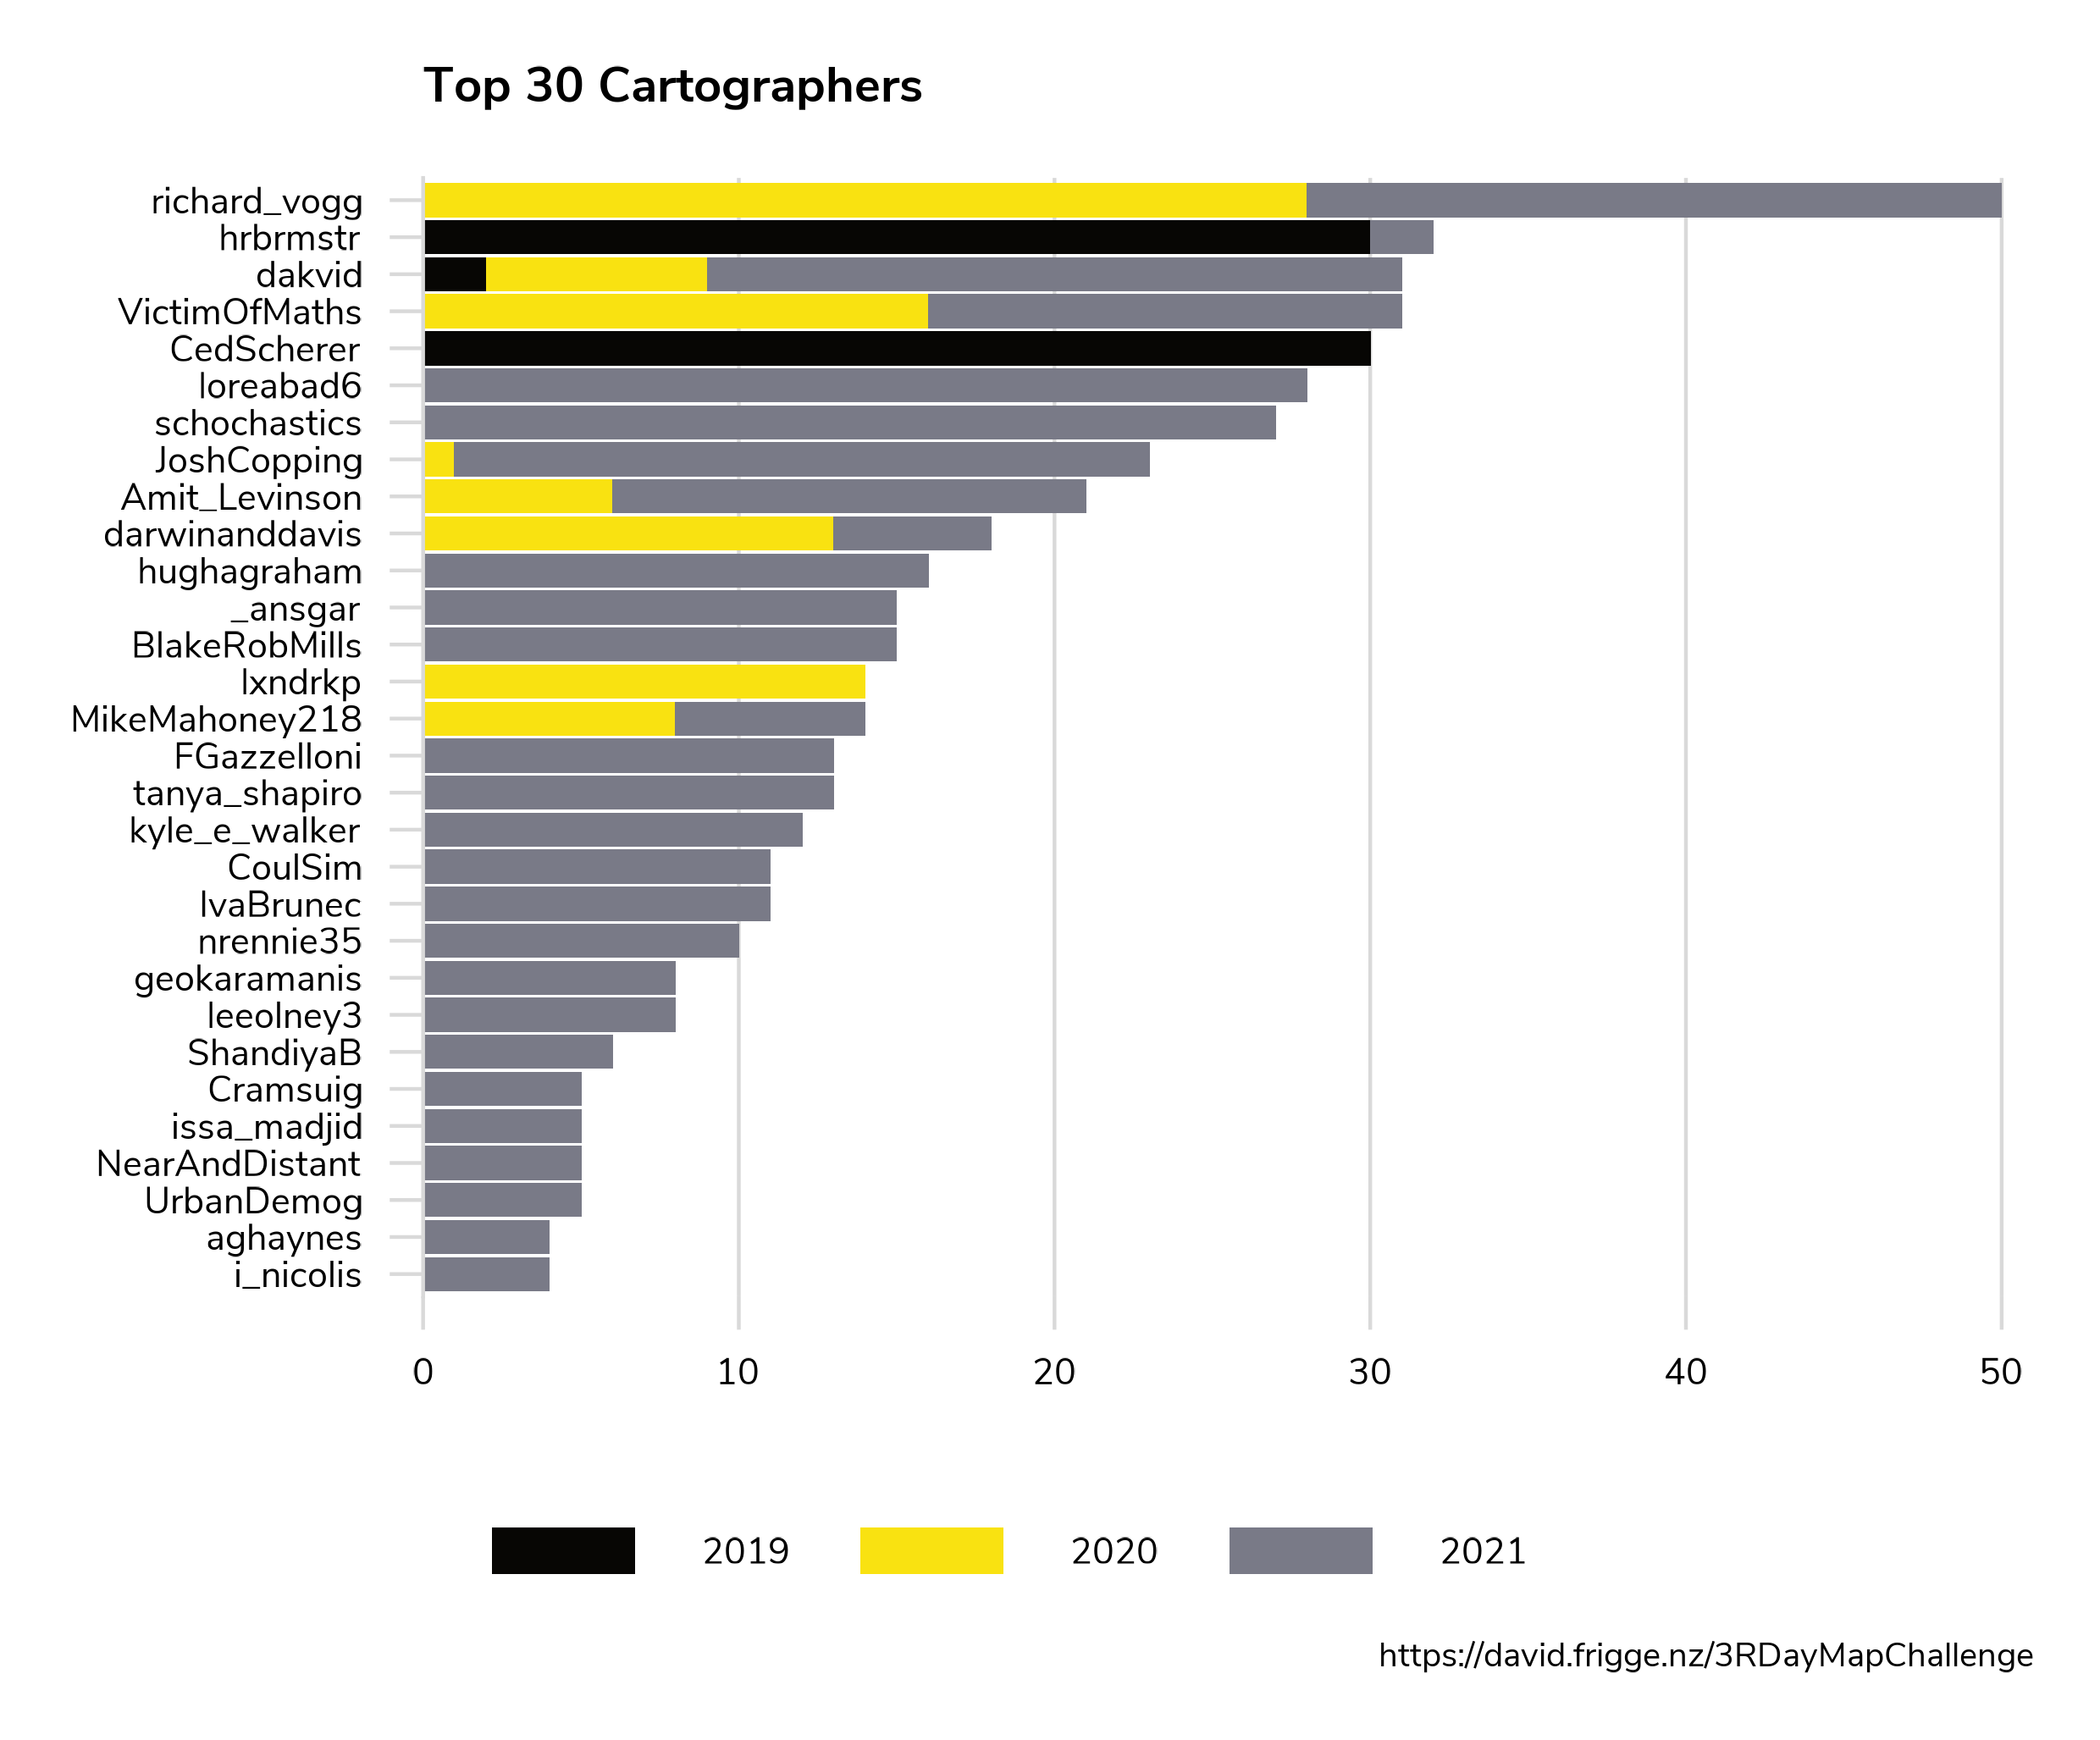 Top 30 Cartographers
richard_vogg
hrbrmstr
dakvid
VictimOfMaths
CedScherer
loreabad6
schochastics
JoshCopping
Amit_Levinson
darwinanddavis
hughagraham
_ansgar
BlakeRobMills
lxndrkp
MikeMahoney218
FGazzelloni
tanya_shapiro
kyle_e_walker
CoulSim
IvaBrunec
nrennie35
geokaramanis
leeolney3
ShandiyaB
Cramsuig
issa_madjid
NearAndDistant
UrbanDemog
aghaynes
i_nicolis
0 10 20 30 40 50
2019 2020 2021
https://david.frigge.nz/3RDayMapChallenge